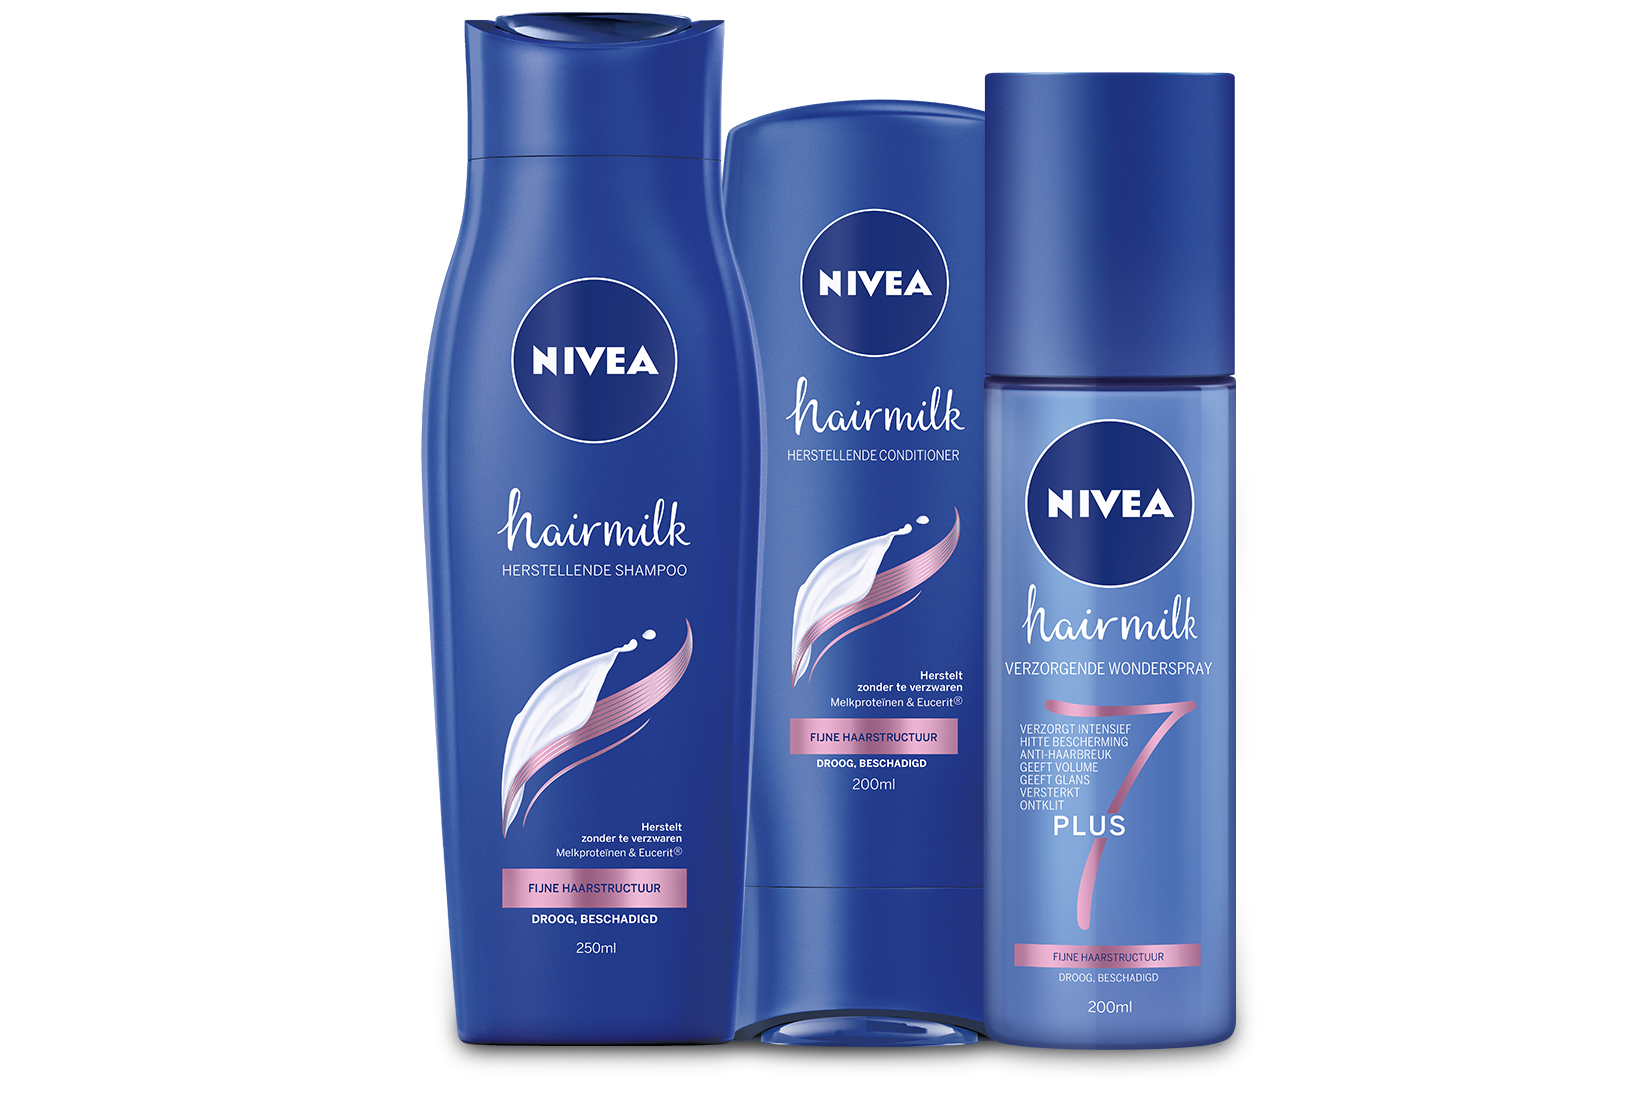 NIVEA
hairmilk
HERSTELLENDE SHAMPOO
Herstelt
zonder te verzwaren
Melkproteïnen & Eucerit®
FIJNE HAARSTRUCTUUR
DROOG, BESCHADIGD
250ml
NIVEA
hairmilk
HERSTELLENDE CONDITIONER
Herstelt
zonder te verzwaren
Melkproteïnen & Eucerit®
FIJNE HAARSTRUCTUUR
DROOG, BESCHADIGD
200ml
NIVEA
hairmilk
VERZORGENDE WONDERSPRAY
7
VERZORGT INTENSIEF
HITTE BESCHERMING
ANTI-HAARBREUK
GEEFT VOLUME
GEEFT GLANS
VERSTERKT
ONTKLIT
PLUS
FIJNE HAARSTRUCTUUR
DROOG, BESCHADIGD
200ml